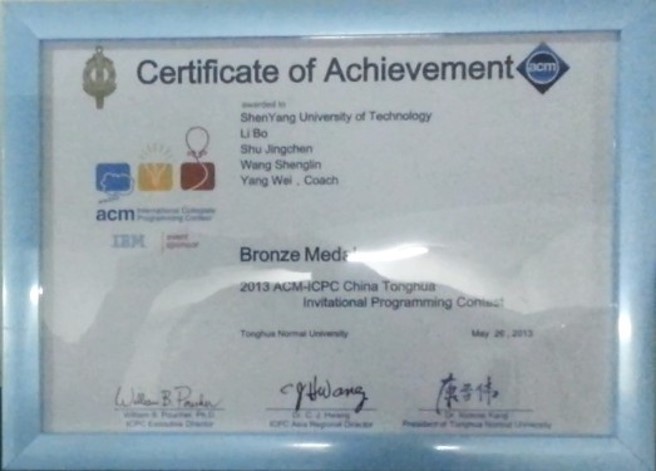 Certificate of Achievement
acm
awarded to
ShenYang University of Technology
Li Bo
Shu Jingchen
Wang Shenglin
Yang Wei , Coach
acm International Collegiate
Programming Contest
IBM event
sponsor
Bronze Medal
2013 ACM-ICPC China Tonghua
Invitational Programming Contest
Tonghua Normal University May 26 , 2013
William B. Poucher
CJ Hwang
康学伟
William B. Poucher, Ph.D.
ICPC Executive Director
Dr. C. J. Hwang
ICPC Asia Regional Director
Dr. Kang
President of Tonghua Normal University